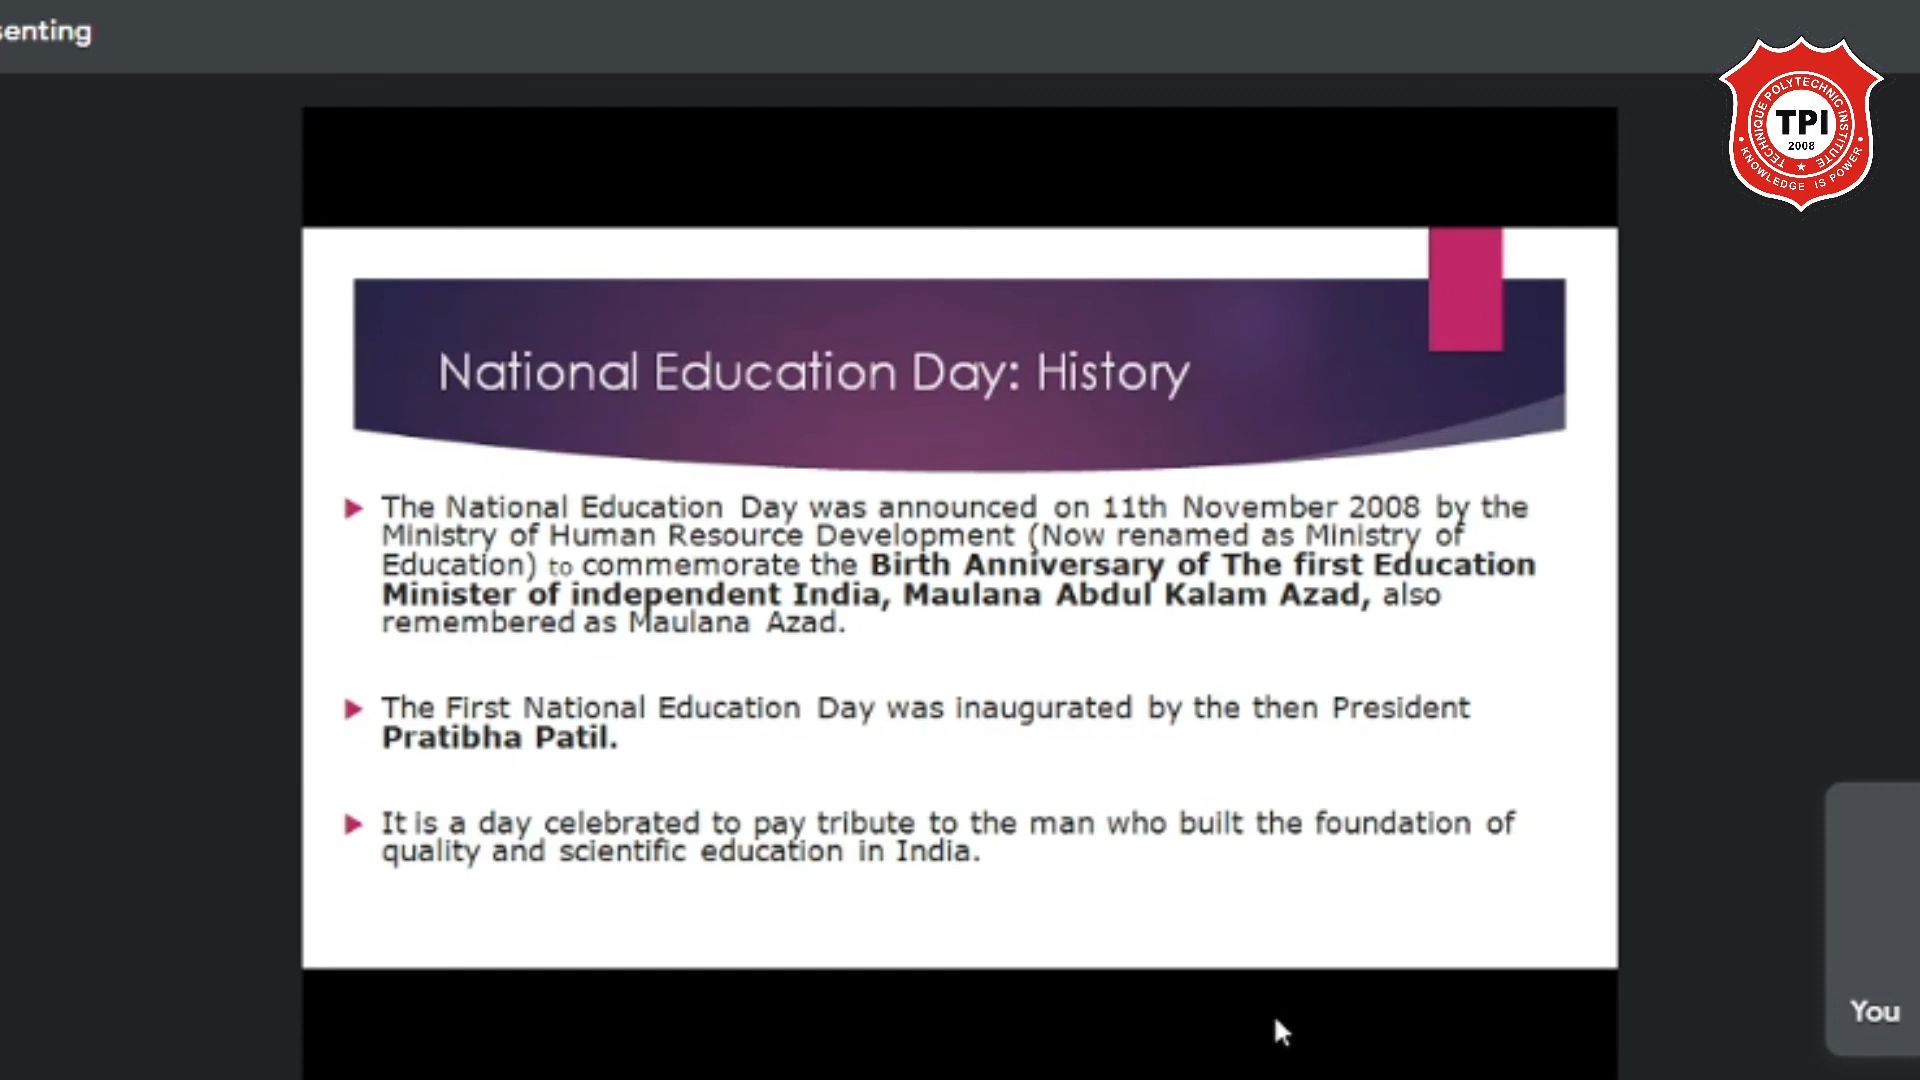 senting
TECHNIQUE POLYTECHNIC INSTITUTE
TPI
2008
KNOWLEDGE IS POWER
National Education Day: History
The National Education Day was announced on 11th November 2008 by the
Ministry of Human Resource Development (Now renamed as Ministry of
Education) to commemorate the Birth Anniversary of The first Education
Minister of independent India, Maulana Abdul Kalam Azad, also
remembered as Maulana Azad.
The First National Education Day was inaugurated by the then President
Pratibha Patil.
It is a day celebrated to pay tribute to the man who built the foundation of
quality and scientific education in India.
You